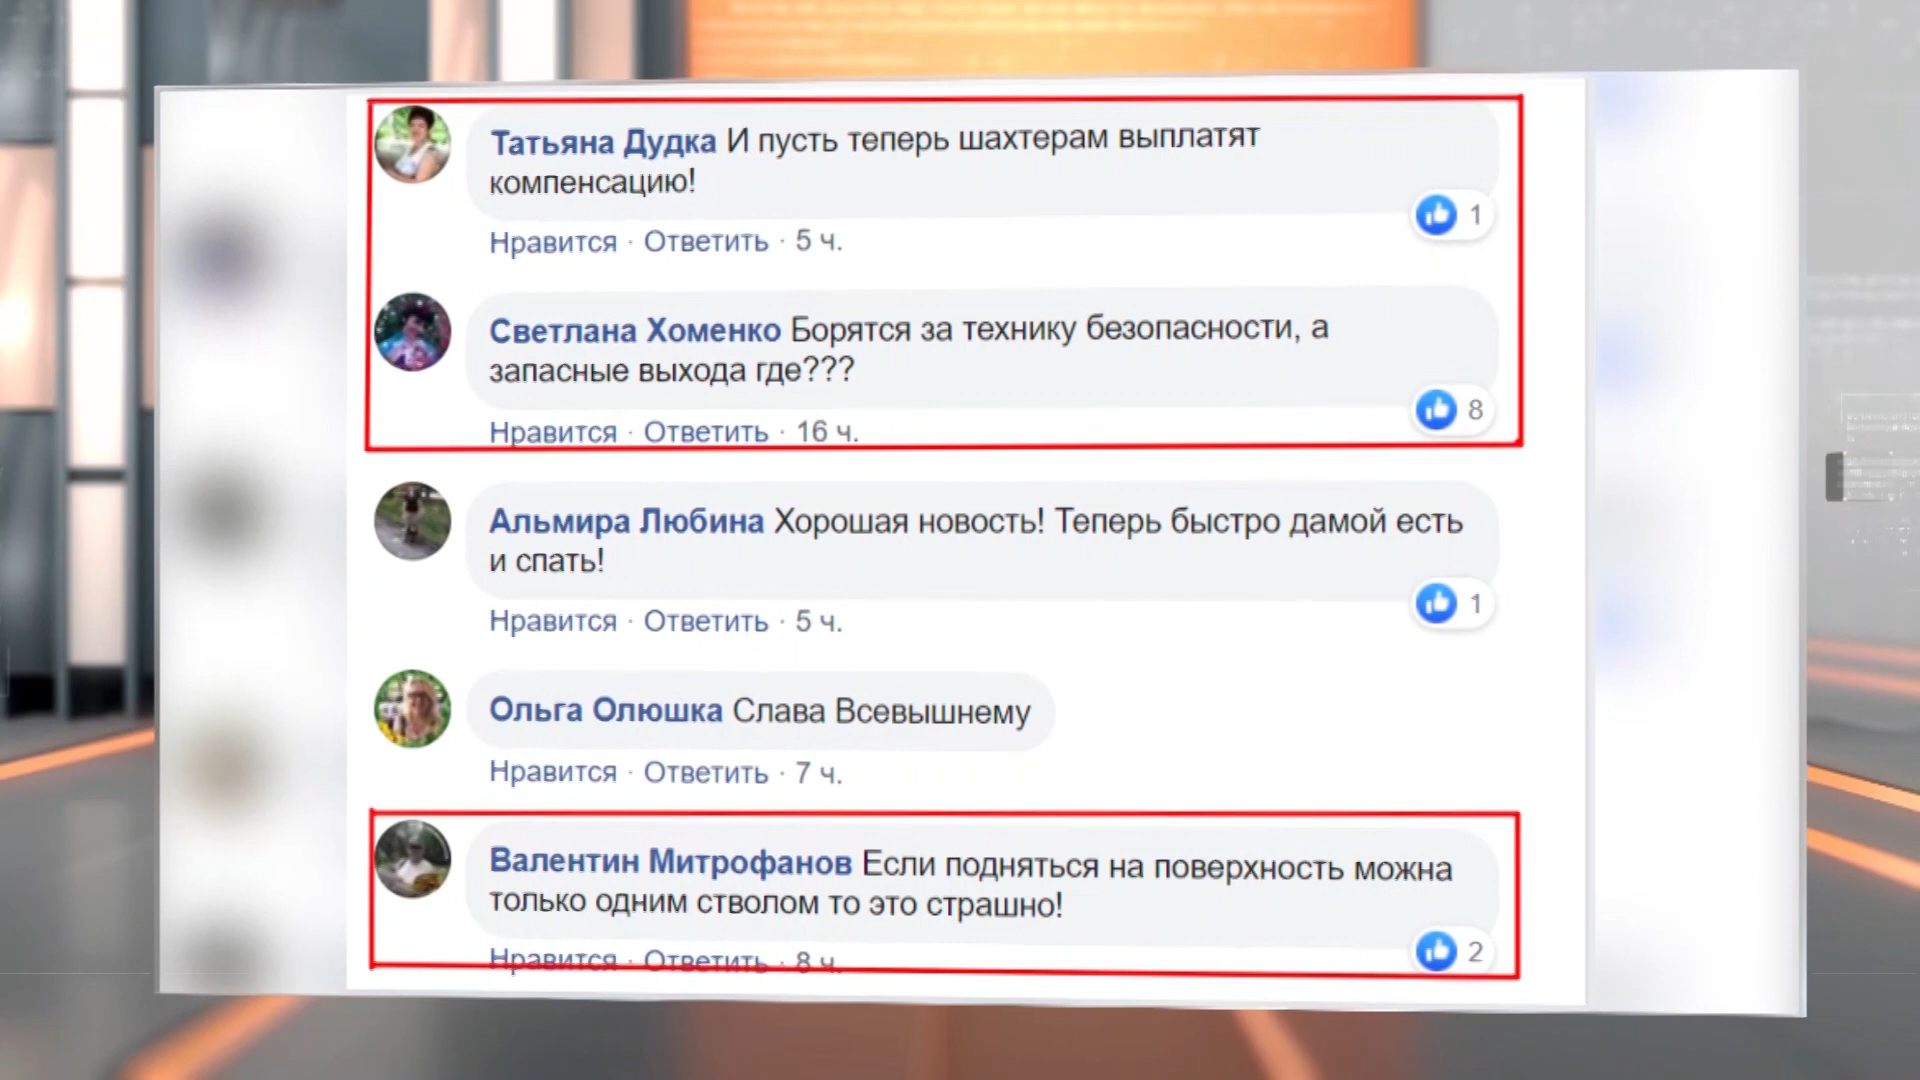 Татьяна Дудка И пусть теперь шахтерам выплатят
компенсацию!
1
Нравится · Ответить · 5 ч.
Светлана Хоменко Борятся за технику безопасности, а
запасные выхода где???
8
Нравится · Ответить · 16 ч.
Альмира Любина Хорошая новость! Теперь быстро дамой есть
и спать!
1
Нравится · Ответить · 5 ч.
Ольга Олюшка Слава Всевышнему
Нравится · Ответить · 7 ч.
Валентин Митрофанов Если подняться на поверхность можна
только одним стволом то это страшно!
2
Нравится · Ответить · 8 ч.